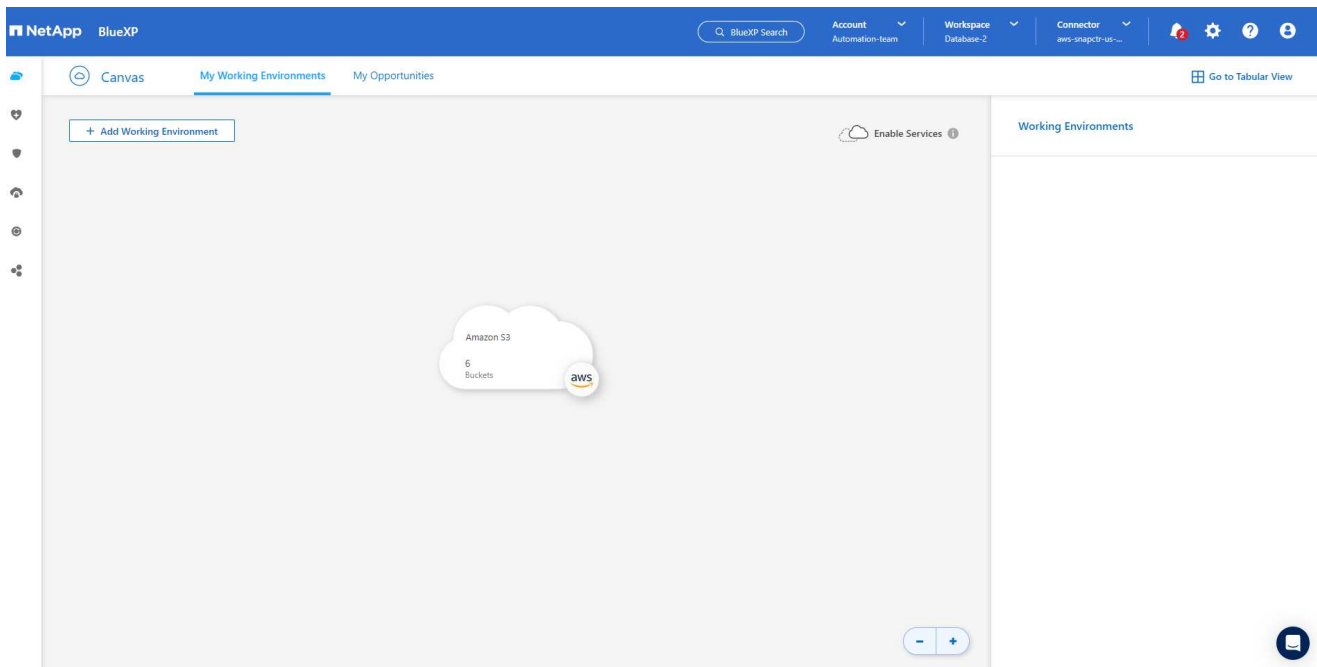 NetApp BlueXP
BlueXP Search
Account
Automation-team
Workspace
Database-2
Connector
aws-snapctr-us-...
2
Canvas
My Working Environments
My Opportunities
Go to Tabular View
+ Add Working Environment
Enable Services
Working Environments
Amazon S3
6
Buckets
aws
- +